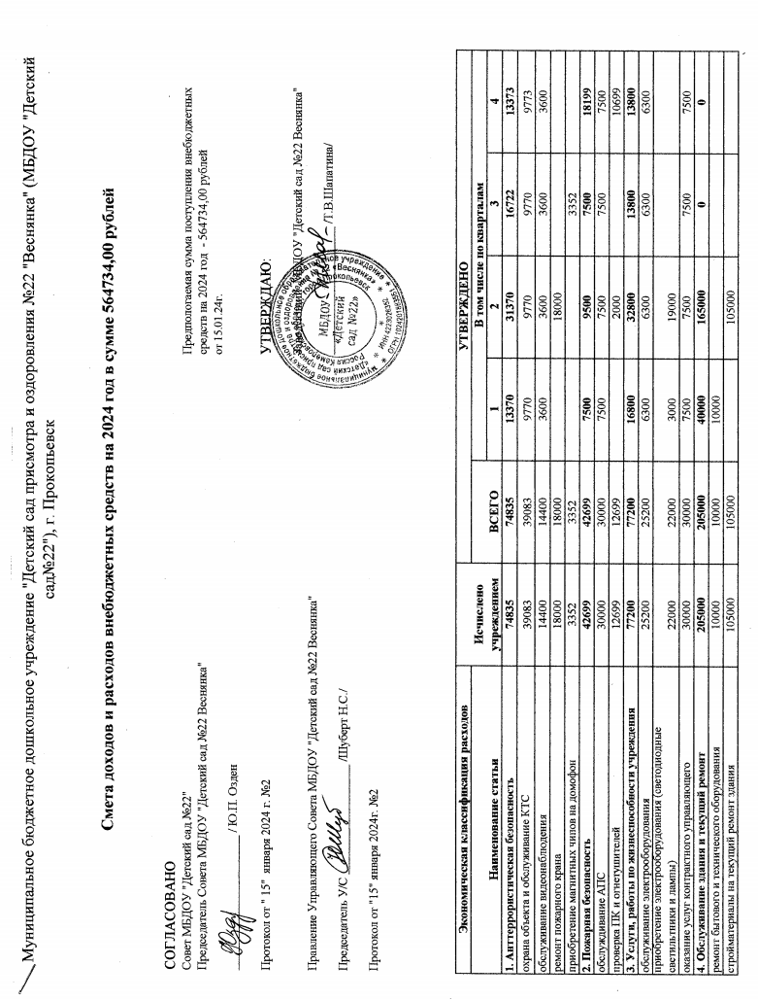 Муниципальное бюджетное дошкольное учреждение "Детский сад присмотра и оздоровления №22 "Веснянка" (МБДОУ "Детский
сад№22"), г. Прокопьевск
Смета доходов и расходов внебюджетных средств на 2024 год в сумме 564734,00 рублей
СОГЛАСОВАНО
Совет МБДОУ "Детский сад №22"
Председатель Совета МБДОУ "Детский сад №22 Веснянка"
/ Ю.П. Озден
Протокол от " 15" января 2024 г. №2
Правление Управляющего Совета МБДОУ "Детский сад №22 Веснянка"
Председатель У/С /Шуберт Н.С./
Протокол от "15" января 2024г. №2
Предполагаемая сумма поступления внебюджетных
средств на 2024 год - 564734,00 рублей
от 15.01.24г.
УТВЕРЖДАЮ:
МБДОУ "Детский сад №22 Веснянка"
/Т.В.Шапатина/
МБДОУ
«Детский
сад №22»
Экономическая классификация расходов УТВЕРЖДЕНО
Наименование статьи Исчислено учреждением ВСЕГО В том числе по кварталам
1 2 3 4
1. Анттеррористическая безопасность 74835 74835 13370 31370 16722 13373
охрана объекта и обслуживание КТС 39083 39083 9770 9770 9770 9773
обслуживание видеонаблюдения 14400 14400 3600 3600 3600 3600
ремонт пожарного крана 18000 18000 18000
приобретение магнитных чипов на домофон 3352 3352 3352
2. Пожарная безопасность 42699 42699 7500 9500 7500 18199
обслуждивание АПС 30000 30000 7500 7500 7500 7500
проверка ПК и огнетушителей 12699 12699 2000 10699
3. Услуги, работы по жизнеспособности учреждения 77200 77200 16800 32800 13800 13800
обслуживание электрооборудования 25200 25200 6300 6300 6300 6300
приобретение электрооборудования (светодиодные
светильтники и лампы) 22000 22000 3000 19000
оказание услуг контрактного управляющего 30000 30000 7500 7500 7500 7500
4. Обслуживание здания и текущий ремонт 205000 205000 40000 165000 0 0
ремонт бытового и технического оборудования 10000 10000 10000
стройматериалы на текущий ремонт здания 105000 105000 105000